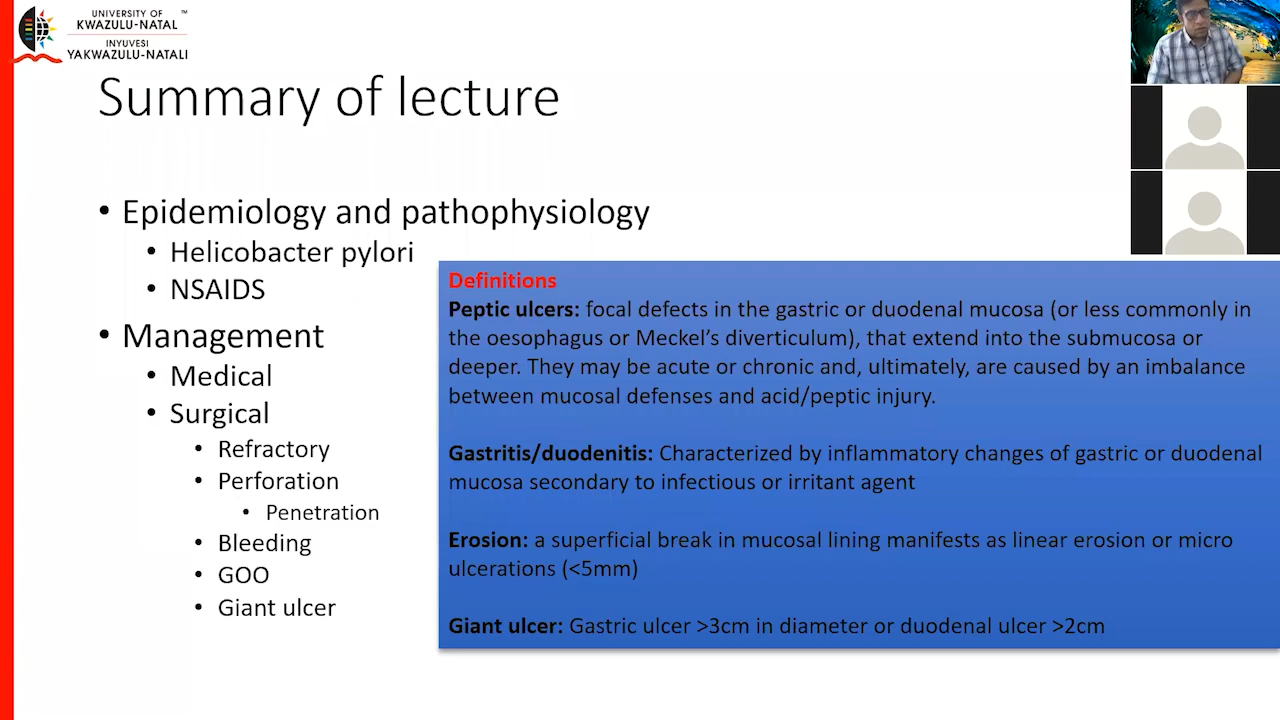 UNIVERSITY OF ™
KWAZULU-NATAL
INYUVESI
YAKWAZULU-NATALI
Summary of lecture
• Epidemiology and pathophysiology
• Helicobacter pylori
• NSAIDS
• Management
• Medical
• Surgical
• Refractory
• Perforation
• Penetration
• Bleeding
• GOO
• Giant ulcer
Definitions
Peptic ulcers: focal defects in the gastric or duodenal mucosa (or less commonly in
the oesophagus or Meckel’s diverticulum), that extend into the submucosa or
deeper. They may be acute or chronic and, ultimately, are caused by an imbalance
between mucosal defenses and acid/peptic injury.
Gastritis/duodenitis: Characterized by inflammatory changes of gastric or duodenal
mucosa secondary to infectious or irritant agent
Erosion: a superficial break in mucosal lining manifests as linear erosion or micro
ulcerations (<5mm)
Giant ulcer: Gastric ulcer >3cm in diameter or duodenal ulcer >2cm